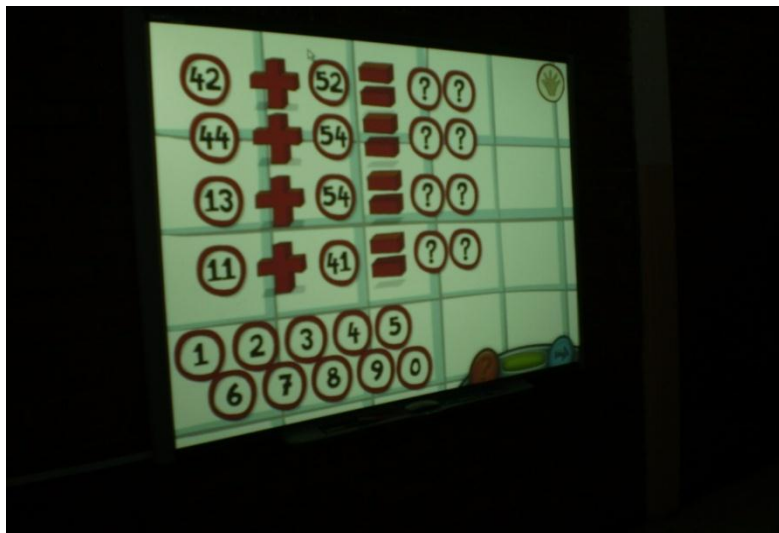 42 + 52 = ? ?
44 + 54 = ? ?
13 + 54 = ? ?
11 + 41 = ? ?
1 2 3 4 5
6 7 8 9 0